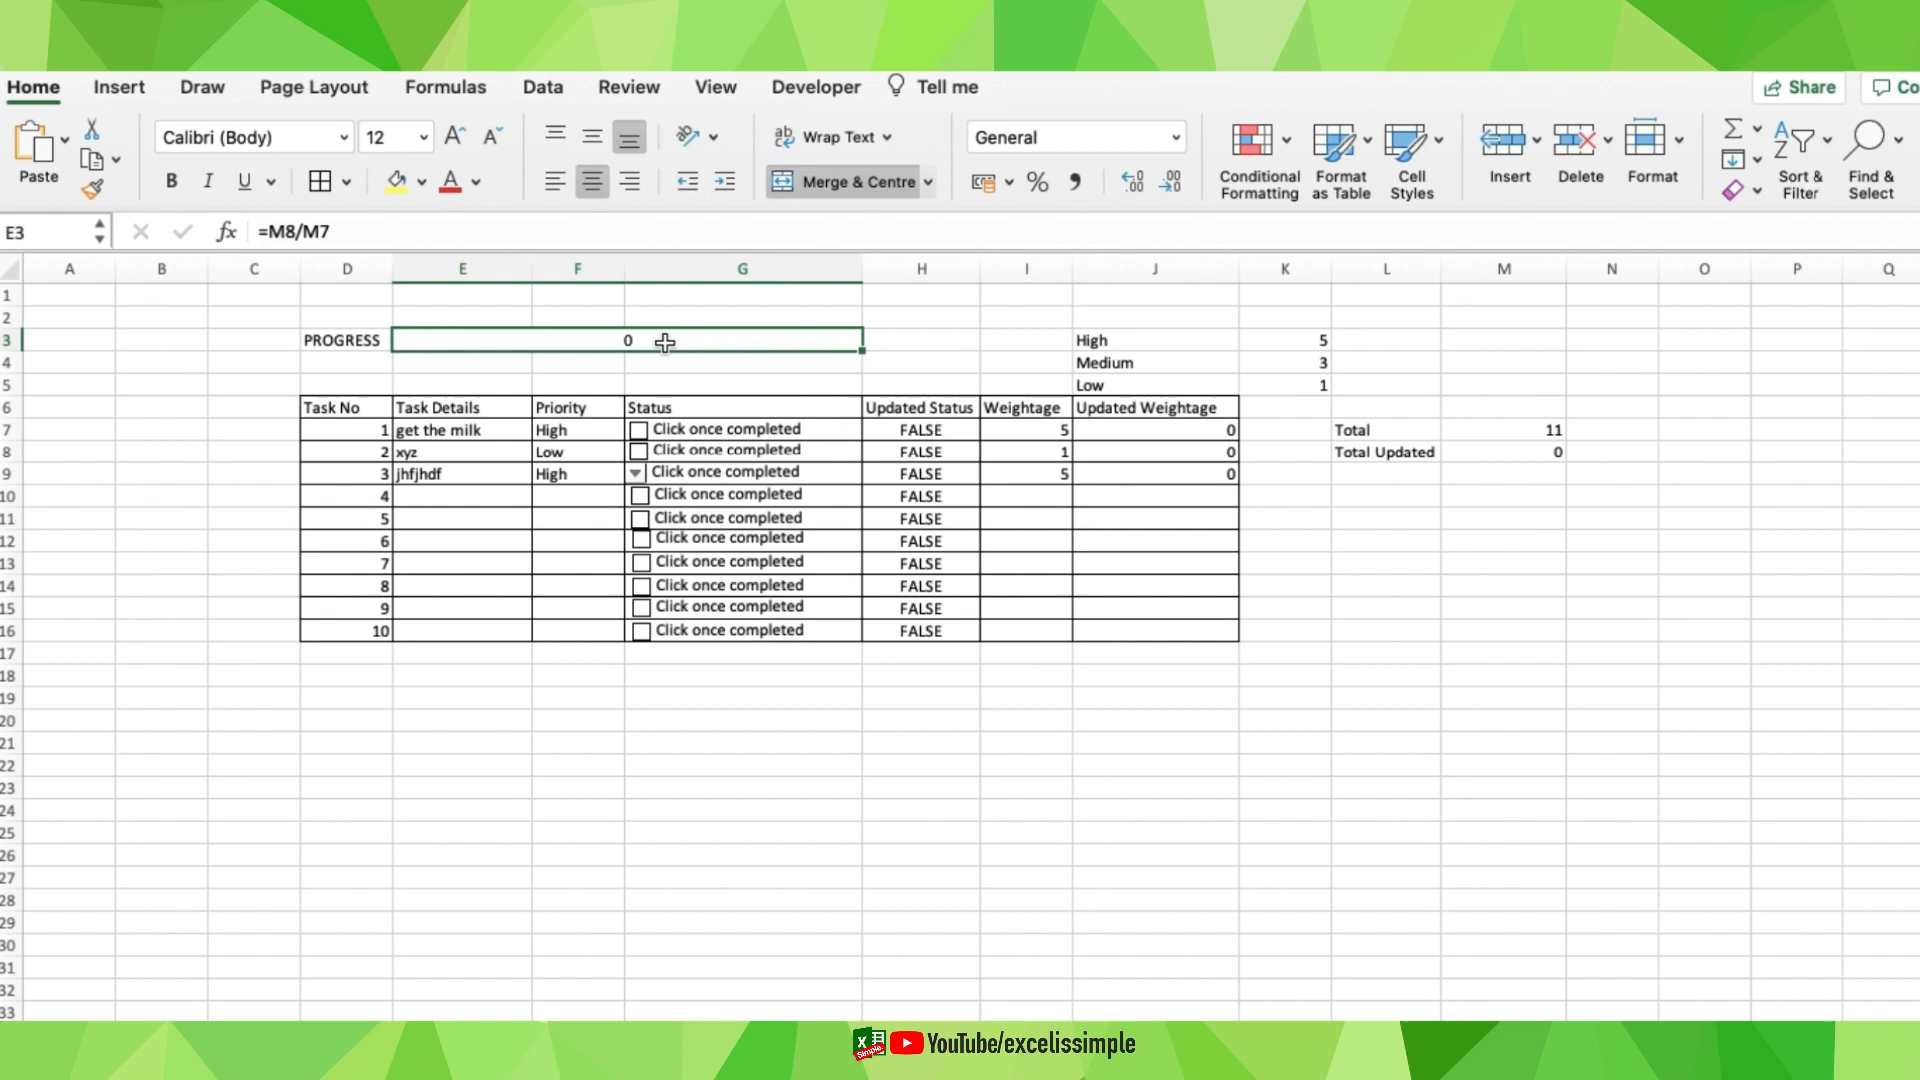 Home Insert Draw Page Layout Formulas Data Review View Developer Tell me Share Co
Paste Calibri (Body) 12 Wrap Text General
B I U Merge & Centre Conditional Formatting Format as Table Cell Styles Insert Delete Format Sort & Filter Find & Select
E3 fx =M8/M7
A B C D E F G H I J K L M N O P Q
1
2
3 PROGRESS 0 High 5
4 Medium 3
5 Low 1
6 Task No Task Details Priority Status Updated Status Weightage Updated Weightage
7 1 get the milk High Click once completed FALSE 5 0 Total 11
8 2 xyz Low Click once completed FALSE 1 0 Total Updated 0
9 3 jhfjhdf High Click once completed FALSE 5 0
10 4 Click once completed FALSE
11 5 Click once completed FALSE
12 6 Click once completed FALSE
13 7 Click once completed FALSE
14 8 Click once completed FALSE
15 9 Click once completed FALSE
16 10 Click once completed FALSE
17
18
19
20
21
22
23
24
25
26
27
28
29
30
31
32
33
X Simple YouTube/excelissimple